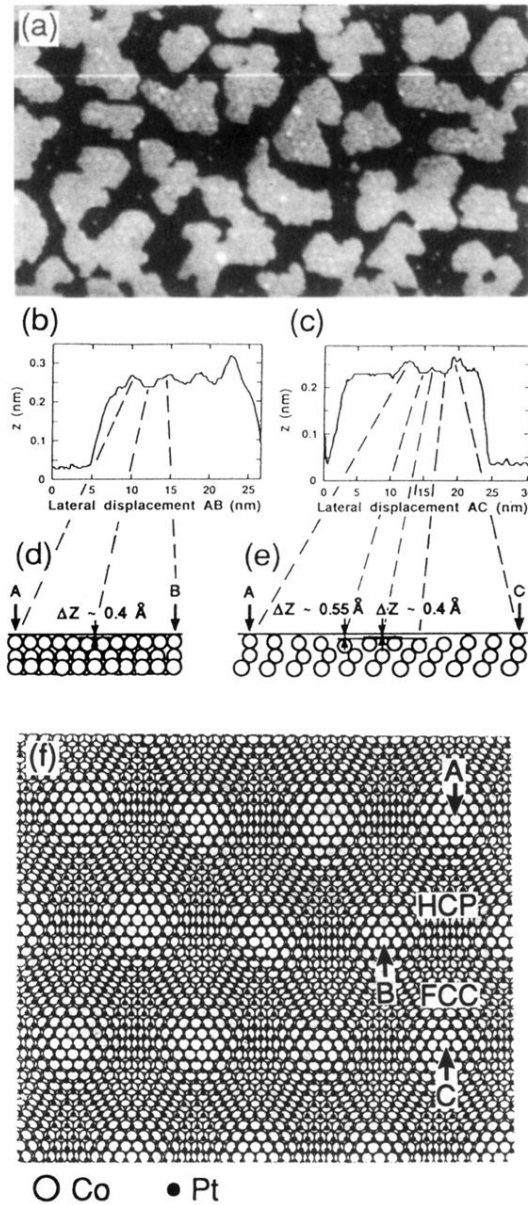 (a)
(b) (c)
0.3
0.2
0.1
0
z (nm)
0 5 10 15 20 25
Lateral displacement AB (nm)
0.2
0.1
0
z (nm)
0 5 10 15 20 25 3
Lateral displacement AC (nm)
(d) (e)
A B
ΔZ ~ 0.4 Å
A C
ΔZ ~ 0.55 Å ΔZ ~ 0.4 Å
(f)
A
HCP
B
FCC
C
Co Pt